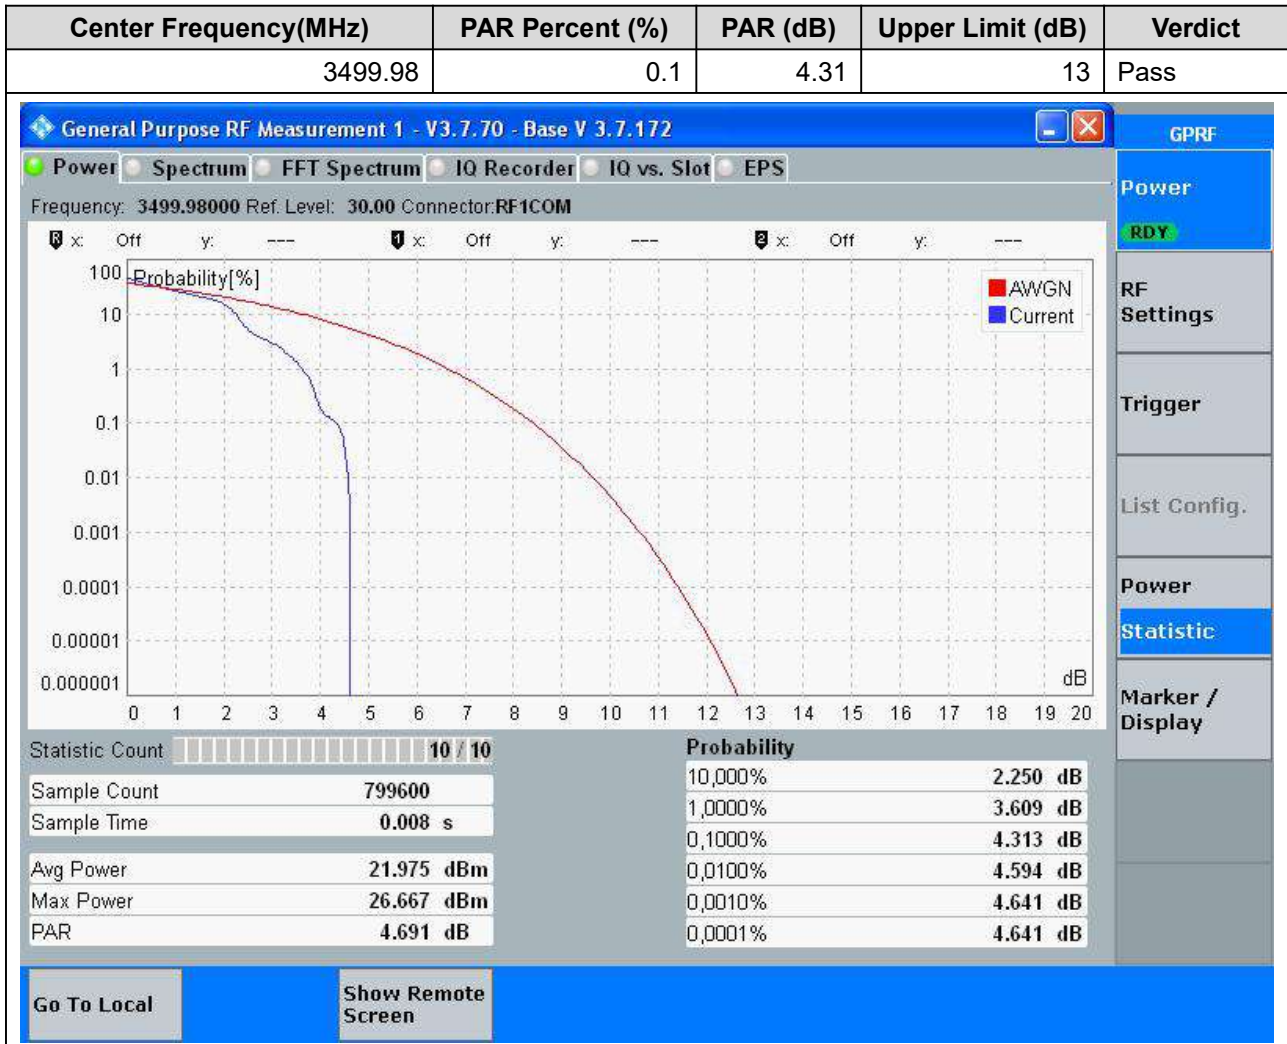 Center Frequency(MHz) PAR Percent (%) PAR (dB) Upper Limit (dB) Verdict
3499.98 0.1 4.31 13 Pass
General Purpose RF Measurement 1 - V3.7.70 - Base V 3.7.172
GPRF
Power Spectrum FFT Spectrum IQ Recorder IQ vs. Slot EPS
Frequency: 3499.98000 Ref. Level: 30.00 Connector:RF1COM
R x: Off y: --- 1 x: Off y: --- 2 x: Off y: ---
Probability[%]
AWGN
Current
100
10
1
0.1
0.01
0.001
0.0001
0.00001
0.000001
dB
0 1 2 3 4 5 6 7 8 9 10 11 12 13 14 15 16 17 18 19 20
Statistic Count 10 / 10
Sample Count 799600
Sample Time 0.008 s
Avg Power 21.975 dBm
Max Power 26.667 dBm
PAR 4.691 dB
Probability
10,000% 2.250 dB
1,0000% 3.609 dB
0,1000% 4.313 dB
0,0100% 4.594 dB
0,0010% 4.641 dB
0,0001% 4.641 dB
Power
RDY
RF
Settings
Trigger
List Config.
Power
Statistic
Marker /
Display
Go To Local
Show Remote
Screen